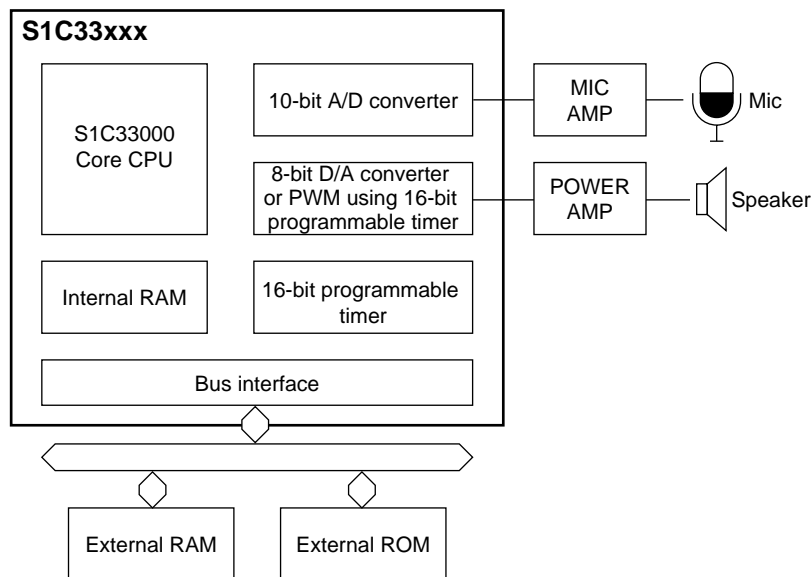 S1C33xxx
S1C33000
Core CPU
10-bit A/D converter
MIC
AMP
Mic
8-bit D/A converter
or PWM using 16-bit
programmable timer
POWER
AMP
Speaker
Internal RAM
16-bit programmable
timer
Bus interface
External RAM
External ROM